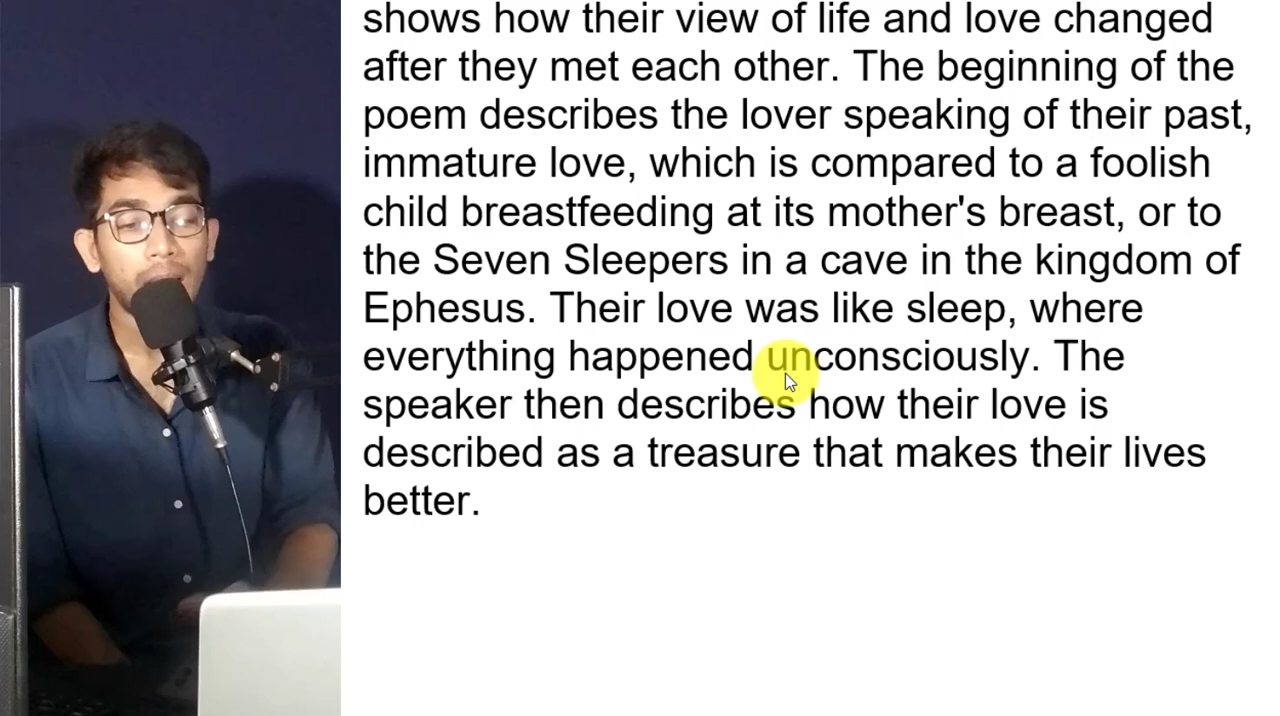 shows how their view of life and love changed
after they met each other. The beginning of the
poem describes the lover speaking of their past,
immature love, which is compared to a foolish
child breastfeeding at its mother's breast, or to
the Seven Sleepers in a cave in the kingdom of
Ephesus. Their love was like sleep, where
everything happened unconsciously. The
speaker then describes how their love is
described as a treasure that makes their lives
better.